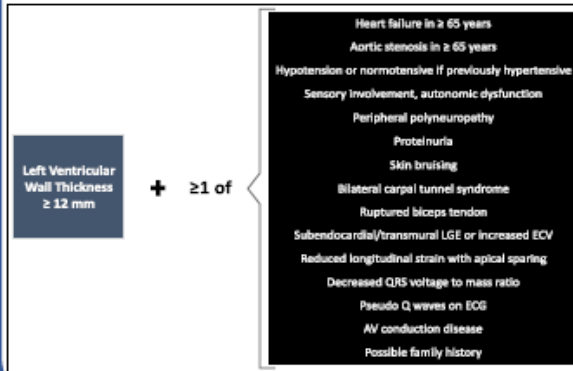 Left Ventricular
Wall Thickness
≥ 12 mm
+
≥1 of
Heart failure in ≥ 65 years
Aortic stenosis in ≥ 65 years
Hypotension or normotensive if previously hypertensive
Sensory involvement, autonomic dysfunction
Peripheral polyneuropathy
Proteinuria
Skin bruising
Bilateral carpal tunnel syndrome
Ruptured biceps tendon
Subendocardial/transmural LGE or increased ECV
Reduced longitudinal strain with apical sparing
Decreased QRS voltage to mass ratio
Pseudo Q waves on ECG
AV conduction disease
Possible family history